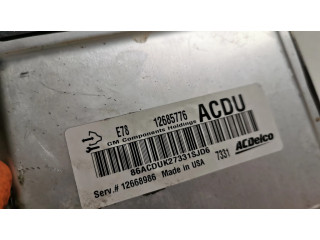 E78 12685776 ACDU
GM Components Holdings
86ACDUK27331SJD6
Serv.# 12668986 Made in USA 7331 ACDelco